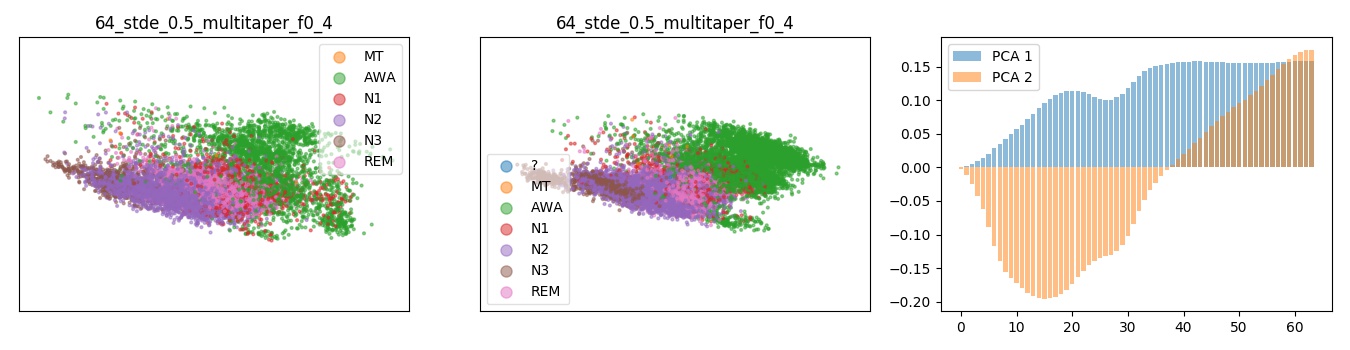 64_stde_0.5_multitaper_f0_4
MT
AWA
N1
N2
N3
REM
64_stde_0.5_multitaper_f0_4
?
MT
AWA
N1
N2
N3
REM
PCA 1
PCA 2
0.15
0.10
0.05
0.00
−0.05
−0.10
−0.15
−0.20
0 10 20 30 40 50 60